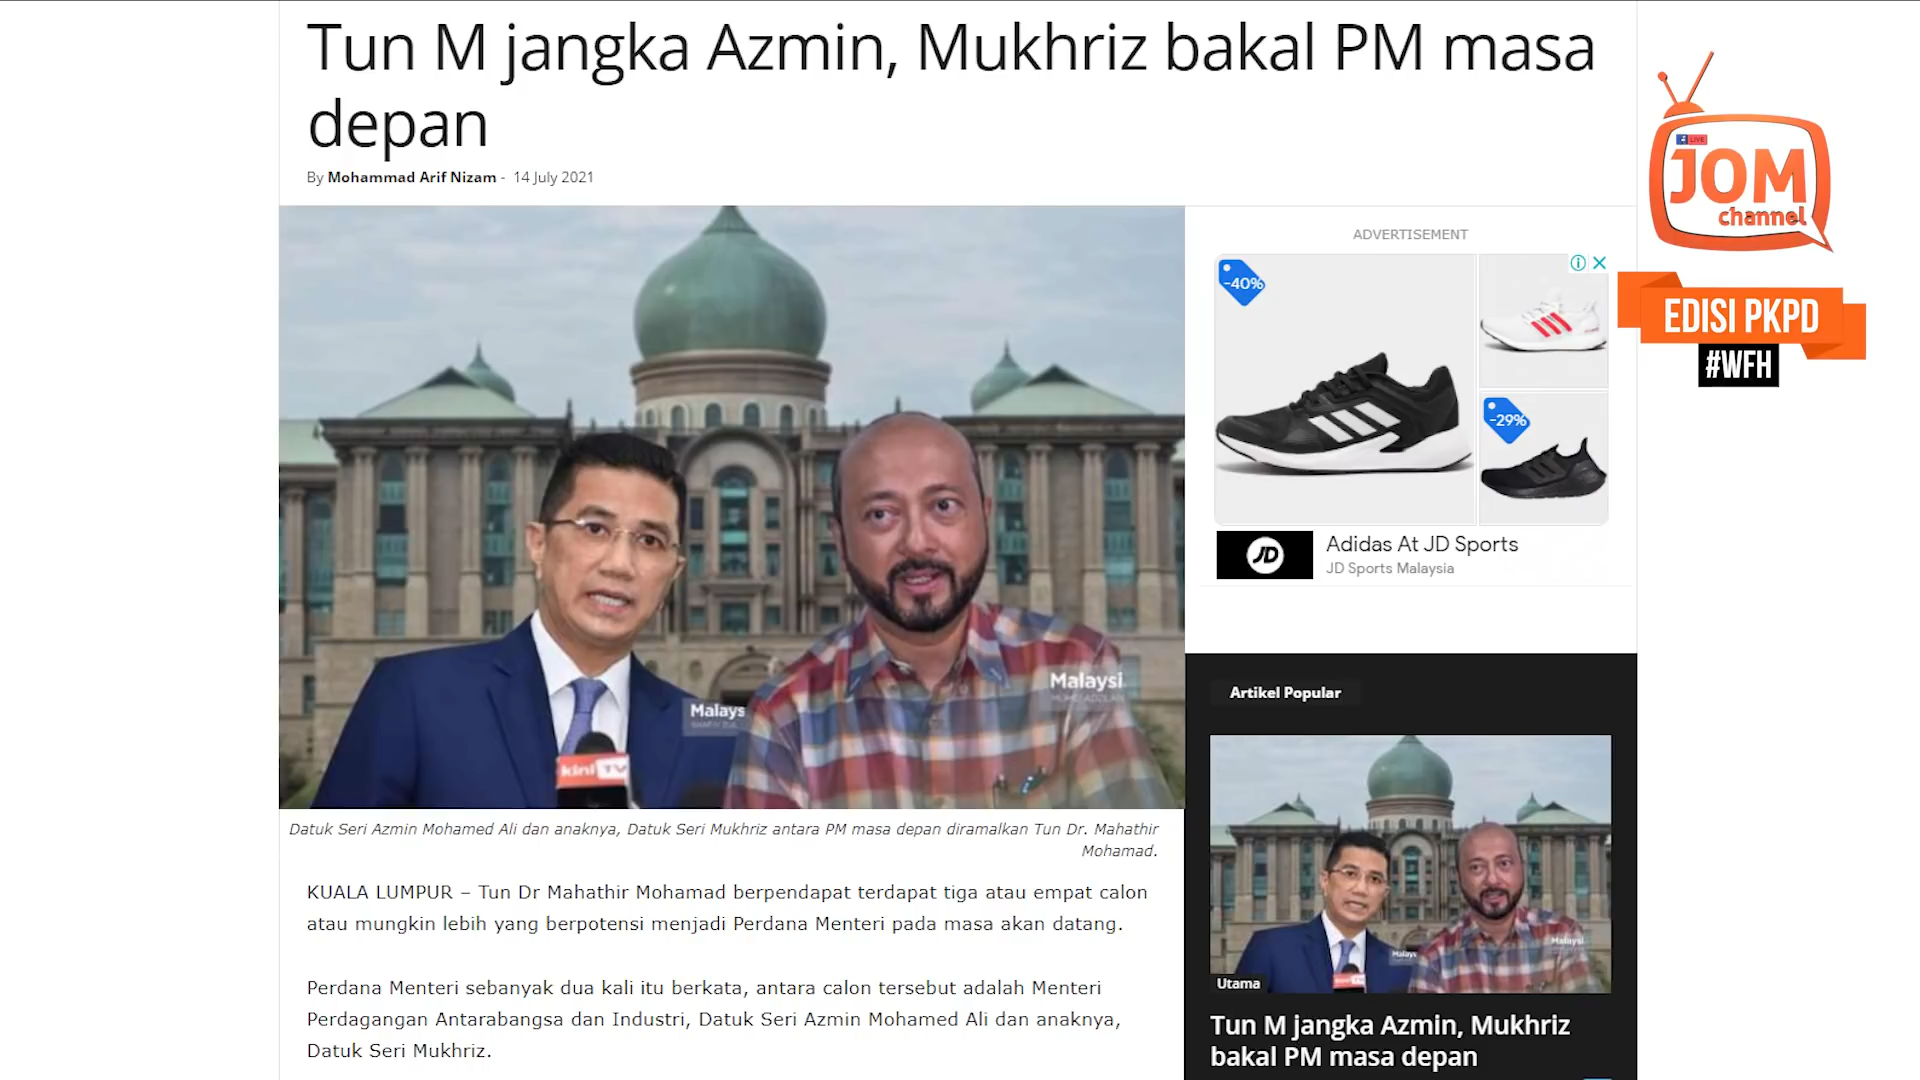 Tun M jangka Azmin, Mukhriz bakal PM masa
depan
By Mohammad Arif Nizam - 14 July 2021
LIVE
JOM
channel
EDISI PKPD
#WFH
ADVERTISEMENT
-40%
-29%
JD
Adidas At JD Sports
JD Sports Malaysia
Malays
Malaysi
kini TV
Datuk Seri Azmin Mohamed Ali dan anaknya, Datuk Seri Mukhriz antara PM masa depan diramalkan Tun Dr. Mahathir
Mohamad.
KUALA LUMPUR – Tun Dr Mahathir Mohamad berpendapat terdapat tiga atau empat calon
atau mungkin lebih yang berpotensi menjadi Perdana Menteri pada masa akan datang.
Perdana Menteri sebanyak dua kali itu berkata, antara calon tersebut adalah Menteri
Perdagangan Antarabangsa dan Industri, Datuk Seri Azmin Mohamed Ali dan anaknya,
Datuk Seri Mukhriz.
Artikel Popular
Malays
Malaysi
Utama
Tun M jangka Azmin, Mukhriz
bakal PM masa depan